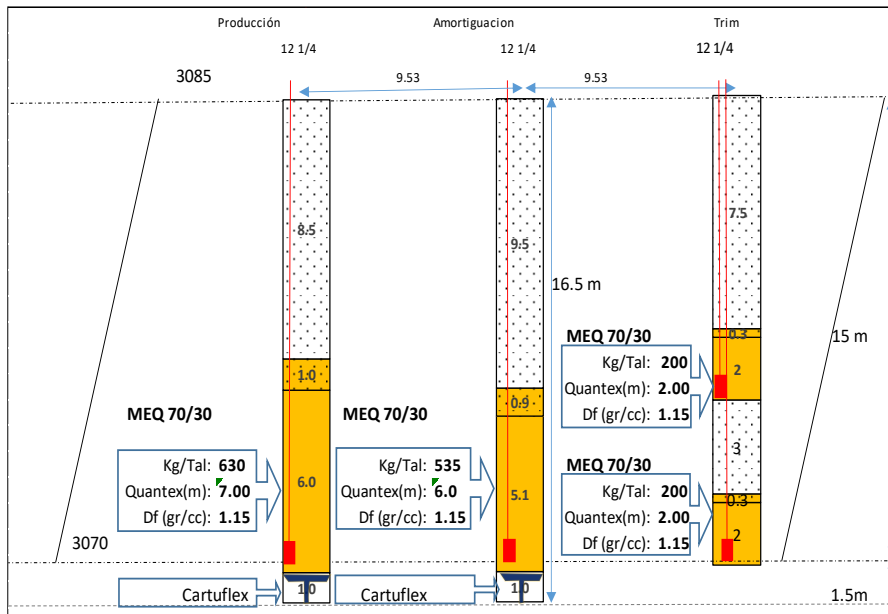 Producción Amortiguacion Trim
12 1/4 12 1/4 12 1/4
9.53 9.53
3085
8.5 9.5 7.5
16.5 m
15 m
MEQ 70/30
Kg/Tal: 200
Quantex(m): 2.00
Df (gr/cc): 1.15
0.3
2
1.0 0.9
MEQ 70/30
Kg/Tal: 630
Quantex(m): 7.00
Df (gr/cc): 1.15
6.0
MEQ 70/30
Kg/Tal: 535
Quantex(m): 6.0
Df (gr/cc): 1.15
5.1
3
MEQ 70/30
Kg/Tal: 200
Quantex(m): 2.00
Df (gr/cc): 1.15
0.3
2
3070
Cartuflex 1.0 Cartuflex 1.0
1.5m